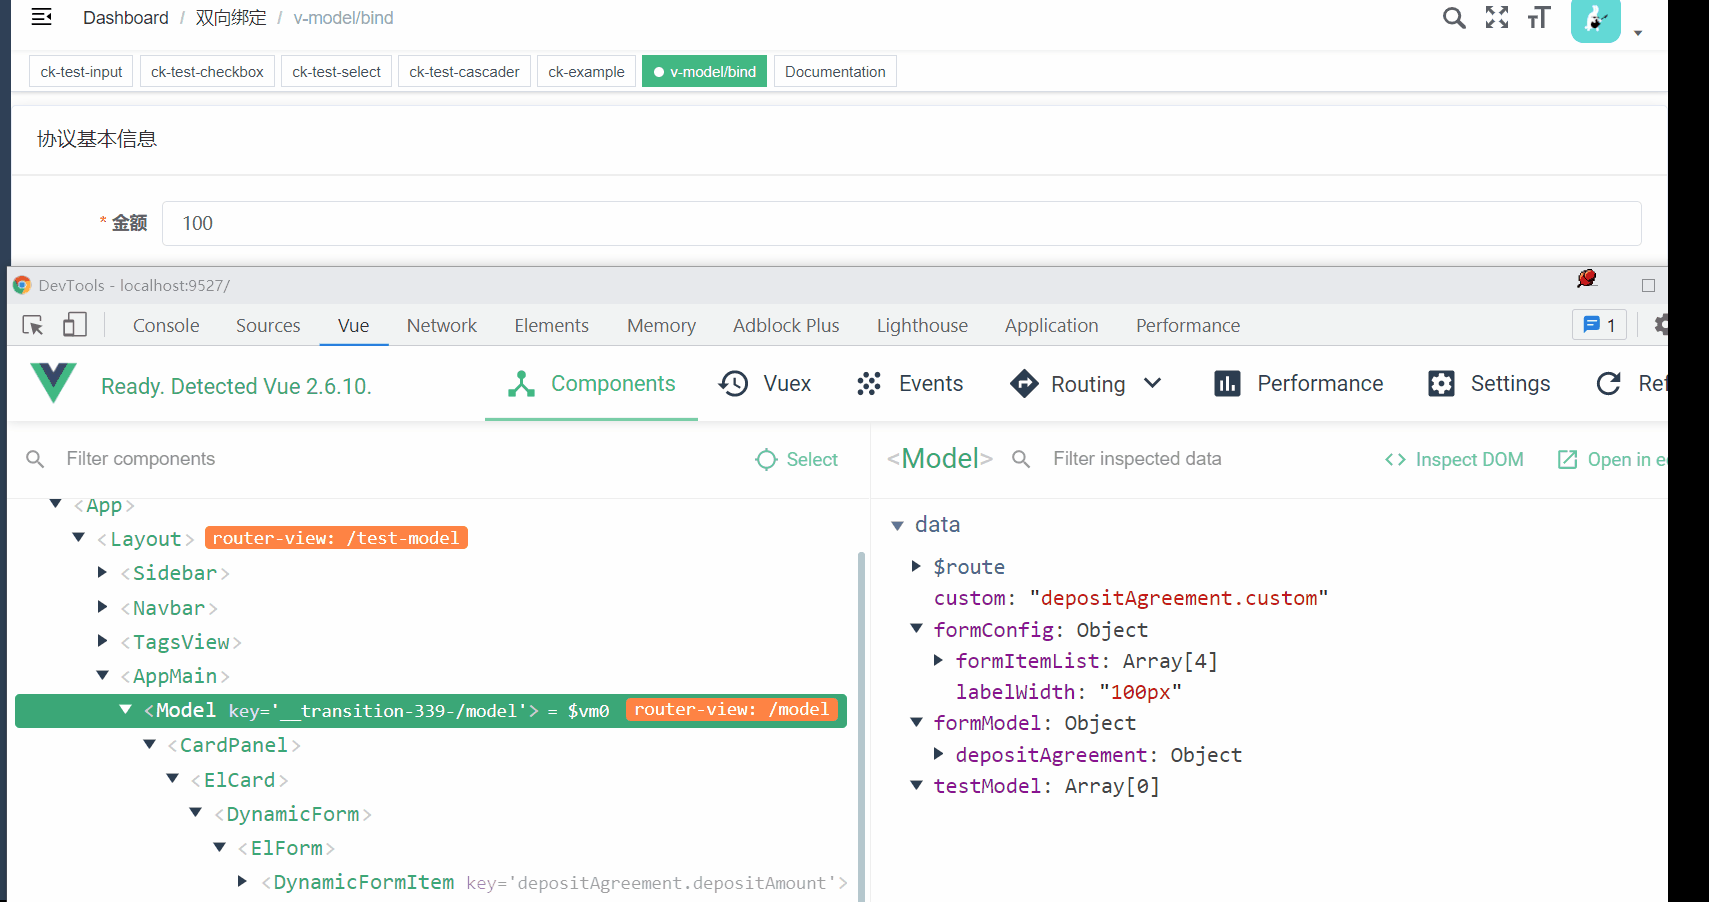 Dashboard / 双向绑定 / v-model/bind
ck-test-input ck-test-checkbox ck-test-select ck-test-cascader ck-example v-model/bind Documentation
协议基本信息
* 金额 100
DevTools - localhost:9527/
Console Sources Vue Network Elements Memory Adblock Plus Lighthouse Application Performance 1
Ready. Detected Vue 2.6.10. Components Vuex Events Routing Performance Settings Ref
Filter components Select <Model> Filter inspected data Inspect DOM Open in e
<App>
<Layout> router-view: /test-model
<Sidebar>
<Navbar>
<TagsView>
<AppMain>
<Model key='__transition-339-/model'> = $vm0 router-view: /model
<CardPanel>
<ElCard>
<DynamicForm>
<ElForm>
<DynamicFormItem key='depositAgreement.depositAmount'>
data
$route
custom: "depositAgreement.custom"
formConfig: Object
formItemList: Array[4]
labelWidth: "100px"
formModel: Object
depositAgreement: Object
testModel: Array[0]